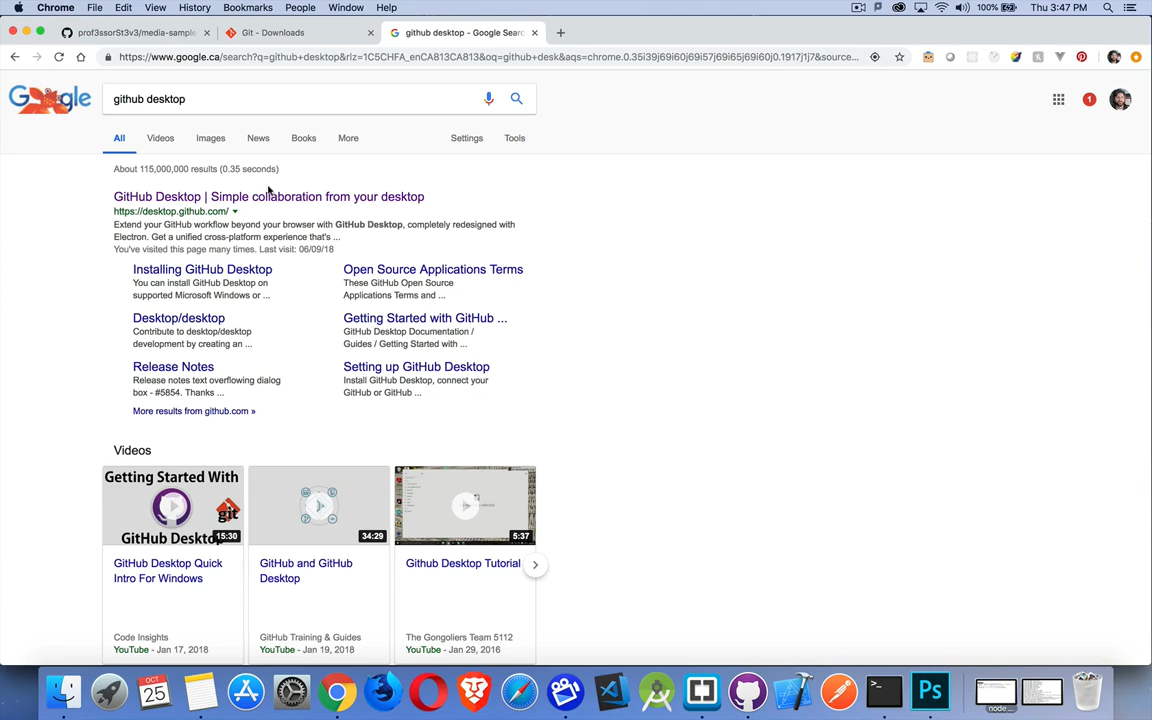 Chrome File Edit View History Bookmarks People Window Help 100% Thu 3:47 PM
prof3ssorSt3v3/media-sample × Git - Downloads × github desktop - Google Searc ×
https://www.google.ca/search?q=github+desktop&rlz=1C5CHFA_enCA813CA813&oq=github+desk&aqs=chrome.0.35i39j69i60j69i57j69i65j69i60j0.1917j1j7&source...
Google github desktop 1
All Videos Images News Books More Settings Tools
About 115,000,000 results (0.35 seconds)
GitHub Desktop | Simple collaboration from your desktop
https://desktop.github.com/
Extend your GitHub workflow beyond your browser with GitHub Desktop, completely redesigned with
Electron. Get a unified cross-platform experience that's ...
You've visited this page many times. Last visit: 06/09/18
Installing GitHub Desktop
You can install GitHub Desktop on
supported Microsoft Windows or ...
Open Source Applications Terms
These GitHub Open Source
Applications Terms and ...
Desktop/desktop
Contribute to desktop/desktop
development by creating an ...
Getting Started with GitHub ...
GitHub Desktop Documentation /
Guides / Getting Started with ...
Release Notes
Release notes text overflowing dialog
box - #5854. Thanks ...
Setting up GitHub Desktop
Install GitHub Desktop, connect your
GitHub or GitHub ...
More results from github.com »
Videos
Getting Started With
git
GitHub Desktop
15:30
34:29
5:37
GitHub Desktop Quick
Intro For Windows
Code Insights
YouTube - Jan 17, 2018
GitHub and GitHub
Desktop
GitHub Training & Guides
YouTube - Jan 19, 2018
Github Desktop Tutorial
The Gongoliers Team 5112
YouTube - Jan 29, 2016
OCT
25
Ps
node